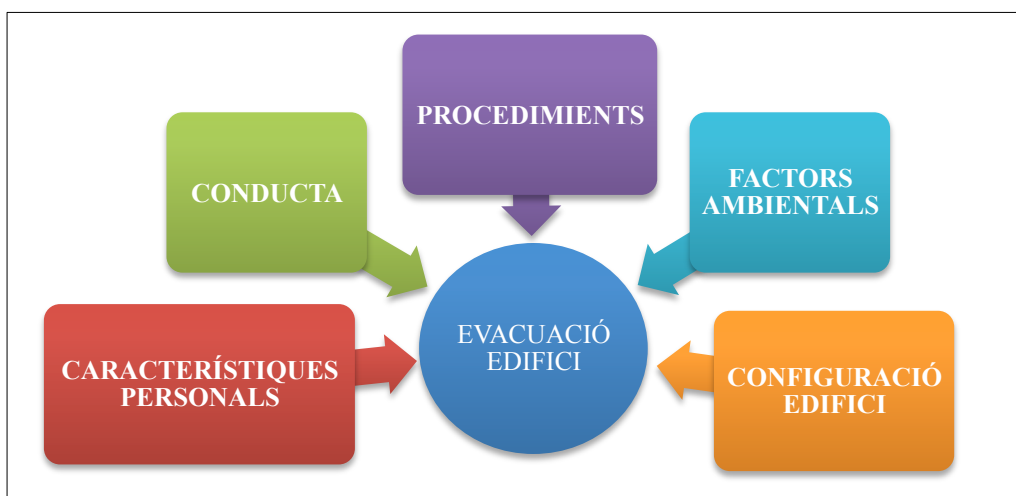 PROCEDIMIENTS
CONDUCTA
FACTORS
AMBIENTALS
EVACUACIÓ
EDIFICI
CARACTERÍSTIQUES
PERSONALS
CONFIGURACIÓ
EDIFICI